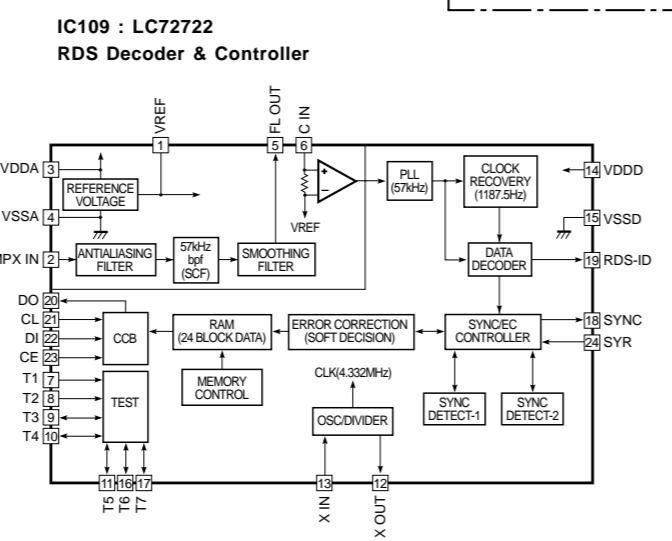 IC109 : LC72722
RDS Decoder & Controller
VREF
FL OUT
C IN
1
5
6
VDDA 3
REFERENCE
VOLTAGE
VSSA 4
+
−
VREF
PLL
(57kHz)
CLOCK
RECOVERY
(1187.5Hz)
14 VDDD
15 VSSD
MPX IN 2
ANTIALIASING
FILTER
57kHz
bpf
(SCF)
SMOOTHING
FILTER
DATA
DECODER
19 RDS-ID
DO 20
CL 21
DI 22
CE 23
CCB
RAM
(24 BLOCK DATA)
ERROR CORRECTION
(SOFT DECISION)
SYNC/EC
CONTROLLER
18 SYNC
24 SYR
T1 7
T2 8
T3 9
T4 10
TEST
MEMORY
CONTROL
CLK(4.332MHz)
OSC/DIVIDER
SYNC
DETECT-1
SYNC
DETECT-2
11 16 17
13
12
T5
T6
T7
X IN
X OUT